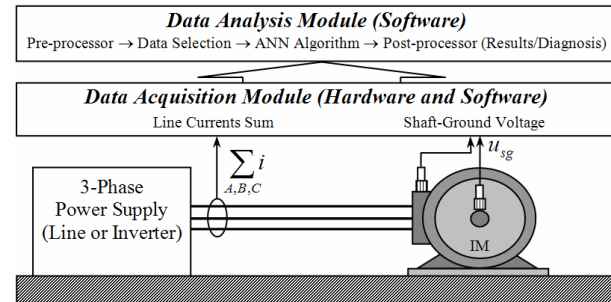 Data Analysis Module (Software)
Pre-processor → Data Selection → ANN Algorithm → Post-processor (Results/Diagnosis)
Data Acquisition Module (Hardware and Software)
Line Currents Sum
Shaft-Ground Voltage
∑ i
A,B,C
u_sg
3-Phase
Power Supply
(Line or Inverter)
IM